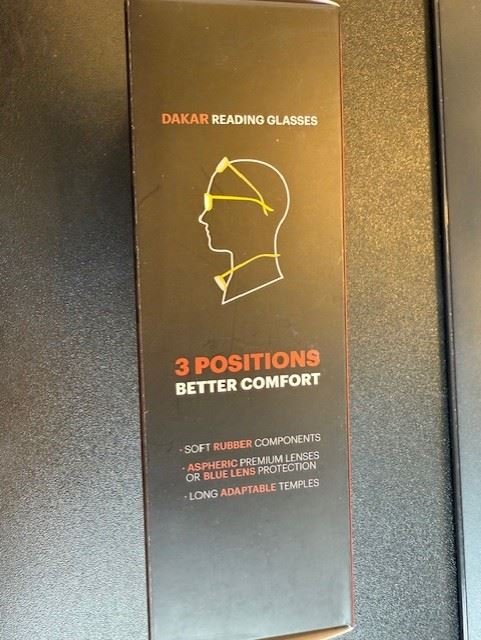 DAKAR READING GLASSES
3 POSITIONS
BETTER COMFORT
· SOFT RUBBER COMPONENTS
· ASPHERIC PREMIUM LENSES
OR BLUE LENS PROTECTION
· LONG ADAPTABLE TEMPLES